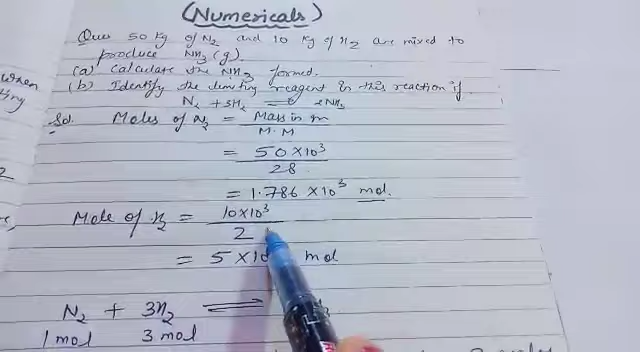 (Numericals)
Ques 50 kg of N₂ and 10 kg of H₂ are mixed to
produce NH₃(g).
(a) Calculate the NH₃ formed.
(b) Identify the limiting reagent in this reaction if
N₂ + 3H₂ ⇌ 2NH₃
Sol. Moles of N₂ = Mass in m / M.M
= 50×10³ / 28
= 1.786 ×10³ mol.
Mole of H₂ = 10×10³ / 2
= 5×10 mol
N₂ + 3H₂ ⇌
1 mol 3 mol
when